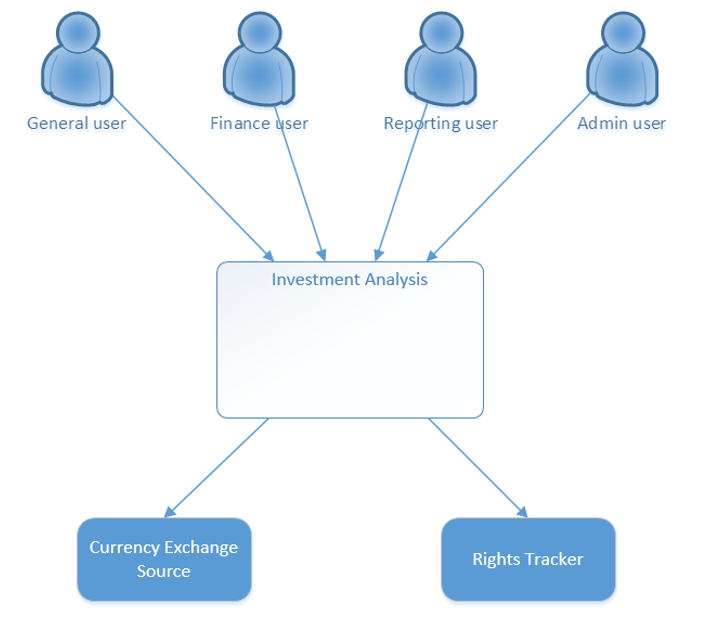 General user
Finance user
Reporting user
Admin user
Investment Analysis
Currency Exchange
Source
Rights Tracker